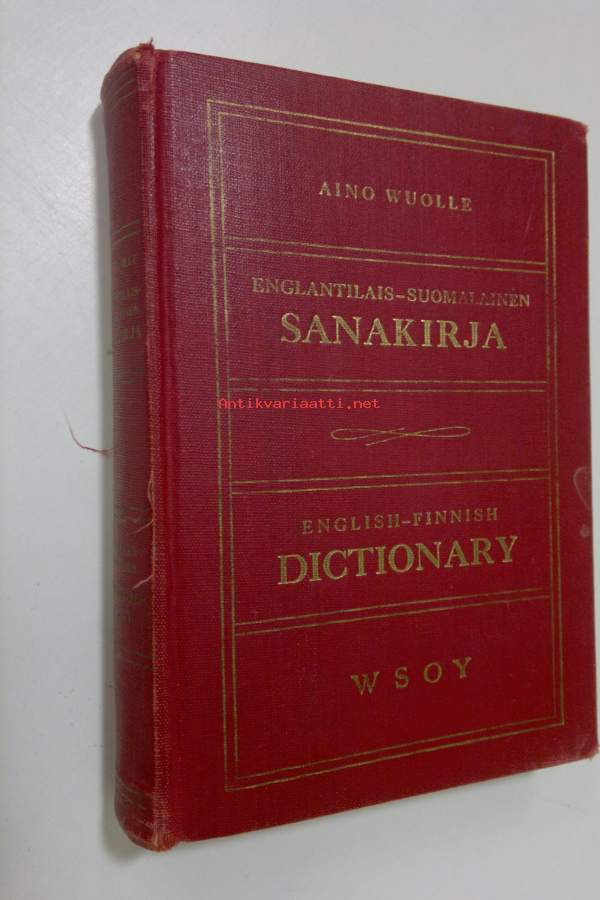 AINO WUOLLE
ENGLANTILAIS-SUOMALAINEN
SANAKIRJA
Antikvariaatti.net
ENGLISH-FINNISH
DICTIONARY
WSOY